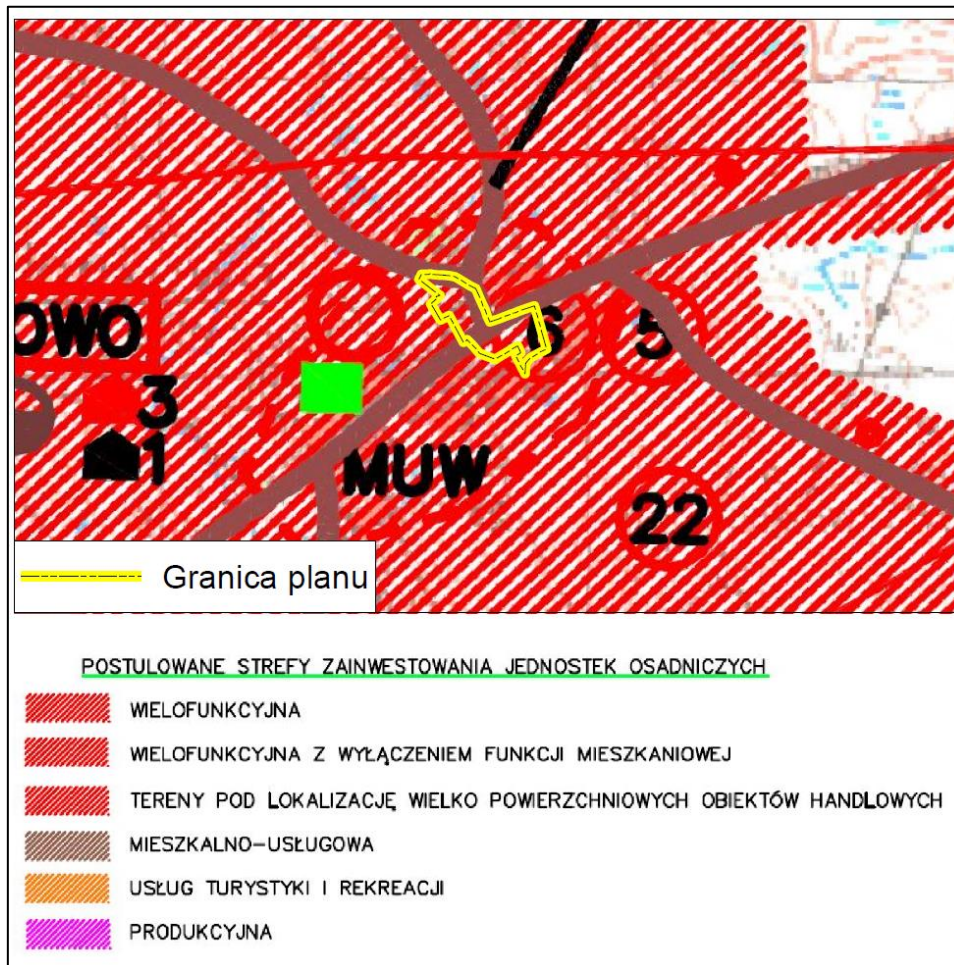 OWO
3
1
6
5
MUW
22
Granica planu
POSTULOWANE STREFY ZAINWESTOWANIA JEDNOSTEK OSADNICZYCH
WIELOFUNKCYJNA
WIELOFUNKCYJNA Z WYŁĄCZENIEM FUNKCJI MIESZKANIOWEJ
TERENY POD LOKALIZACJĘ WIELKO POWIERZCHNIOWYCH OBIEKTÓW HANDLOWYCH
MIESZKALNO-USŁUGOWA
USŁUG TURYSTYKI I REKREACJI
PRODUKCYJNA